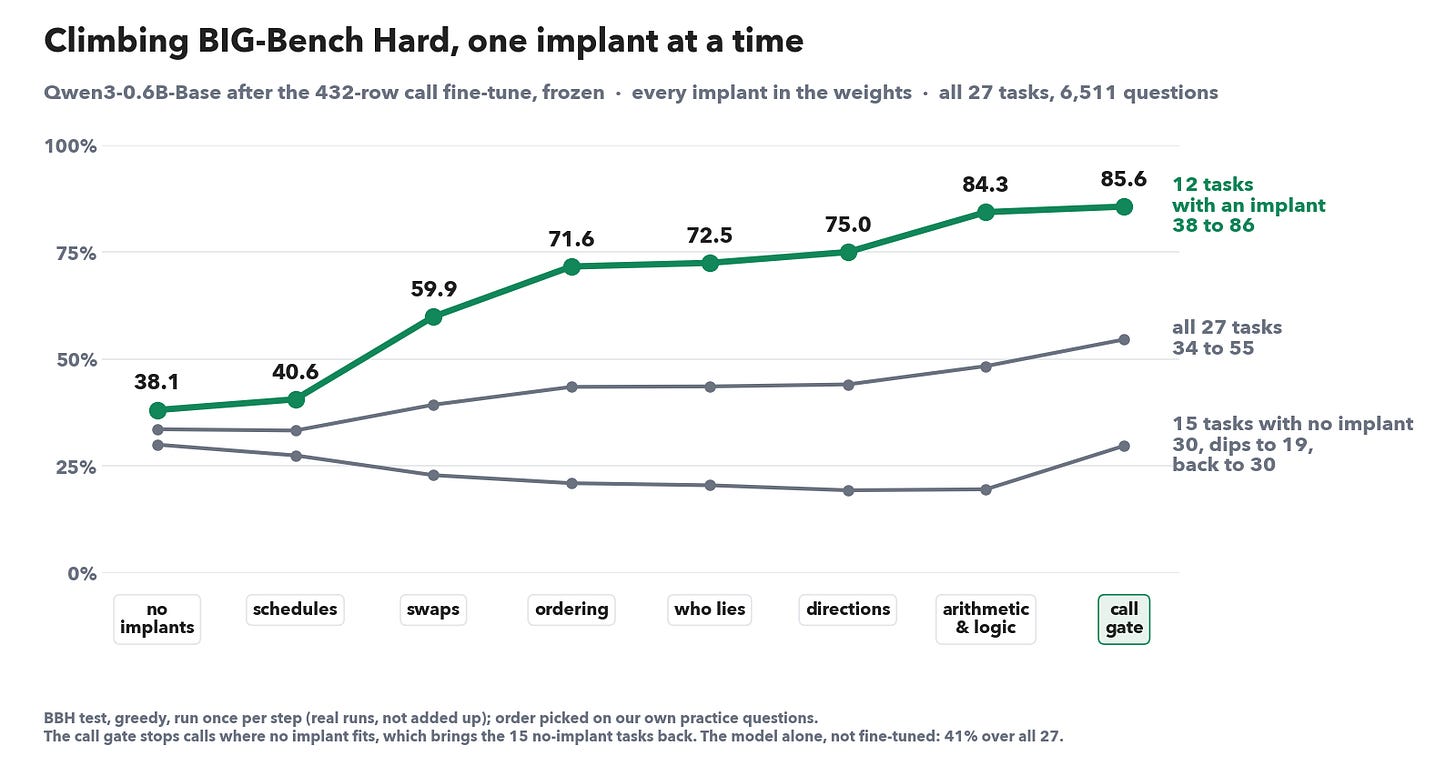 Climbing BIG-Bench Hard, one implant at a time
Qwen3-0.6B-Base after the 432-row call fine-tune, frozen · every implant in the weights · all 27 tasks, 6,511 questions
100%
75%
50%
25%
0%
38.1
40.6
59.9
71.6
72.5
75.0
84.3
85.6
12 tasks
with an implant
38 to 86
all 27 tasks
34 to 55
15 tasks with no implant
30, dips to 19,
back to 30
no
implants
schedules
swaps
ordering
who lies
directions
arithmetic
& logic
call
gate
BBH test, greedy, run once per step (real runs, not added up); order picked on our own practice questions.
The call gate stops calls where no implant fits, which brings the 15 no-implant tasks back. The model alone, not fine-tuned: 41% over all 27.